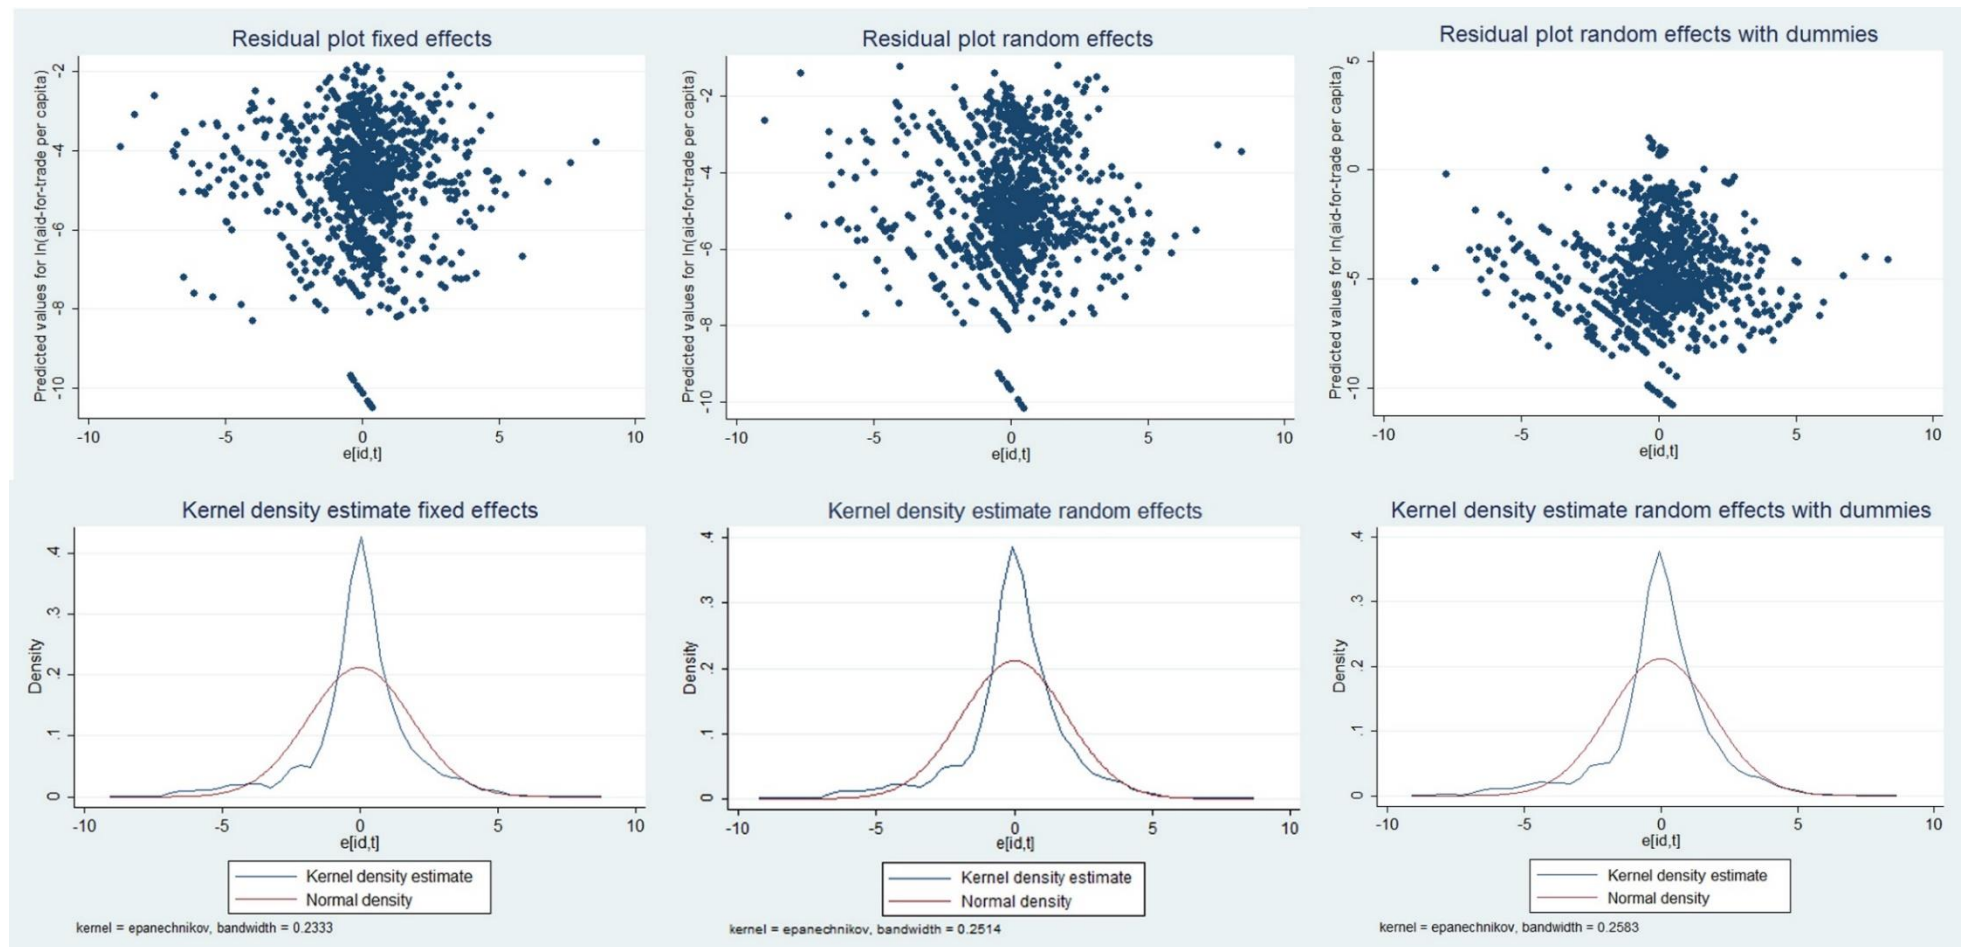 Residual plot fixed effects
Predicted values for ln(aid-for-trade per capita)
-2
-4
-6
-8
-10
-10 -5 0 5 10
e[id,t]
Residual plot random effects
Predicted values for ln(aid-for-trade per capita)
-2
-4
-6
-8
-10
-10 -5 0 5 10
e[id,t]
Residual plot random effects with dummies
Predicted values for ln(aid-for-trade per capita)
5
0
-5
-10
-10 -5 0 5 10
e[id,t]
Kernel density estimate fixed effects
Density
.4
.3
.2
.1
0
-10 -5 0 5 10
e[id,t]
Kernel density estimate
Normal density
kernel = epanechnikov, bandwidth = 0.2333
Kernel density estimate random effects
Density
.4
.3
.2
.1
0
-10 -5 0 5 10
e[id,t]
Kernel density estimate
Normal density
kernel = epanechnikov, bandwidth = 0.2514
Kernel density estimate random effects with dummies
Density
.4
.3
.2
.1
0
-10 -5 0 5 10
e[id,t]
Kernel density estimate
Normal density
kernel = epanechnikov, bandwidth = 0.2583